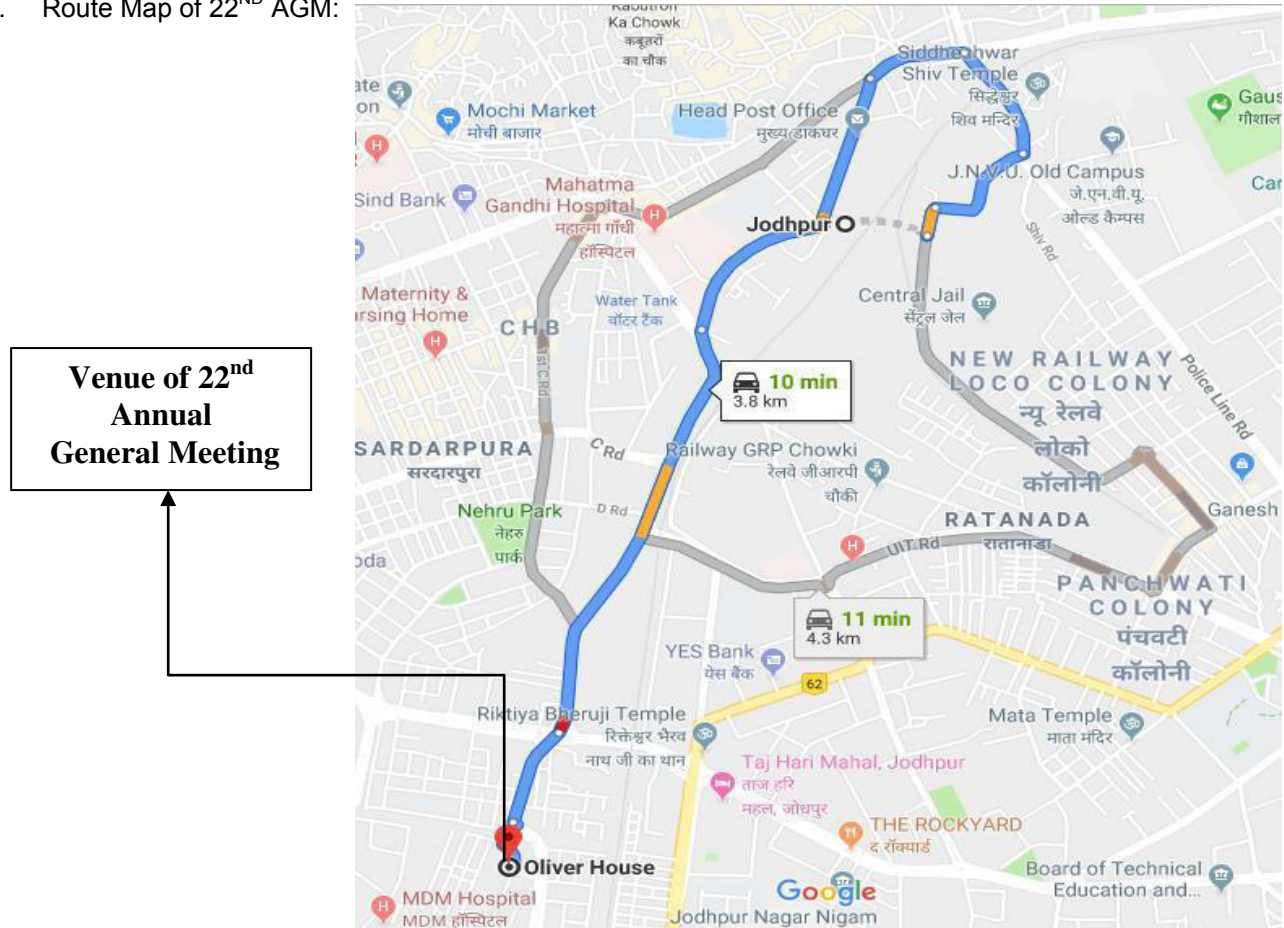 . Route Map of 22ND AGM:
Ka Chowk
कबूतरों
का चौक
Siddheshwar
Shiv Temple
सिद्धेश्वर
शिव मन्दिर
Mochi Market
मोची बाजार
Head Post Office
मुख्य डाकघर
Gaus
गौशाल
J.N.V.U. Old Campus
जे.एन.वी.यू.
ओल्ड कैम्पस
Car
Sind Bank
Mahatma
Gandhi Hospital
महात्मा गाँधी
हॉस्पिटल
Jodhpur
Shiv Rd
Maternity &
rsing Home
Water Tank
वॉटर टैंक
Central Jail
सेंट्रल जेल
C H B
1st C Rd
NEW RAILWAY
LOCO COLONY
न्यू रेलवे
लोको
कॉलोनी
Police Line Rd
Venue of 22nd
Annual
General Meeting
10 min
3.8 km
SARDARPURA
सरदारपुरा
C Rd
Railway GRP Chowki
रेलवे जीआरपी
चौकी
Nehru Park
नेहरु
पार्क
D Rd
Ganesh
RATANADA
रातानाडा
UIT Rd
oda
PANCHWATI
COLONY
पंचवटी
कॉलोनी
11 min
4.3 km
YES Bank
येस बैंक
62
Riktiya Bheruji Temple
रिक्तेश्वर भैरव
नाथ जी का थान
Mata Temple
माता मंदिर
Taj Hari Mahal, Jodhpur
ताज हरि
महल, जोधपुर
THE ROCKYARD
द रॉक्यार्ड
Oliver House
Board of Technical
Education and...
MDM Hospital
MDM हॉस्पिटल
Google
Jodhpur Nagar Nigam